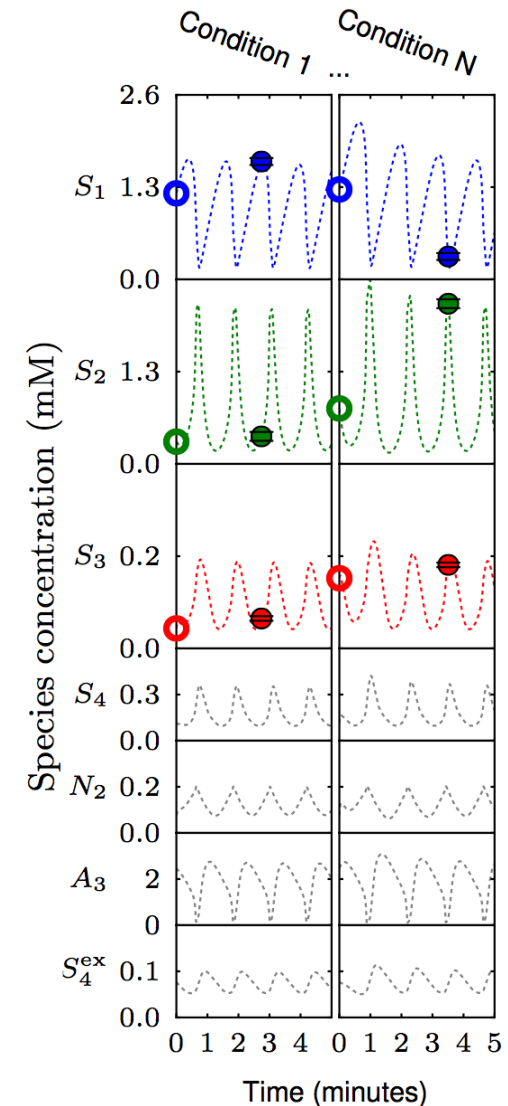 Condition 1 ... Condition N
Species concentration (mM)
2.6
S₁ 1.3
0.0
S₂ 1.3
0.0
S₃ 0.2
0.0
S₄ 0.3
0.0
N₂ 0.2
0.0
A₃ 2
0
S₄ᵉˣ 0.1
0.0
0 1 2 3 4 0 1 2 3 4 5
Time (minutes)